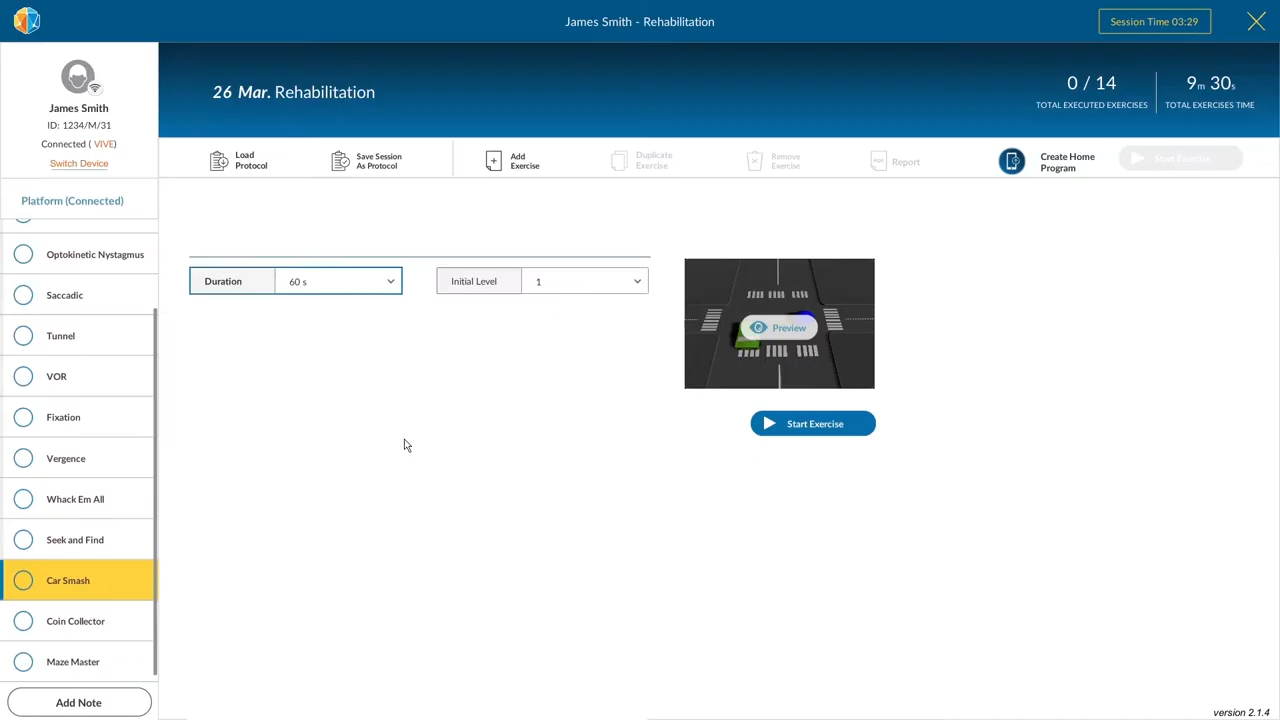 James Smith - Rehabilitation
Session Time 03:29
James Smith
ID: 1234/M/31
Connected ( VIVE)
Switch Device
Platform (Connected)
Optokinetic Nystagmus
Saccadic
Tunnel
VOR
Fixation
Vergence
Whack Em All
Seek and Find
Car Smash
Coin Collector
Maze Master
Add Note
26 Mar. Rehabilitation
0 / 14
TOTAL EXECUTED EXERCISES
9m 30s
TOTAL EXERCISES TIME
Load
Protocol
Save Session
As Protocol
Add
Exercise
Duplicate
Exercise
Remove
Exercise
PDF
Report
Create Home
Program
Start Exercise
Duration
60 s
Initial Level
1
Preview
Start Exercise
version 2.1.4